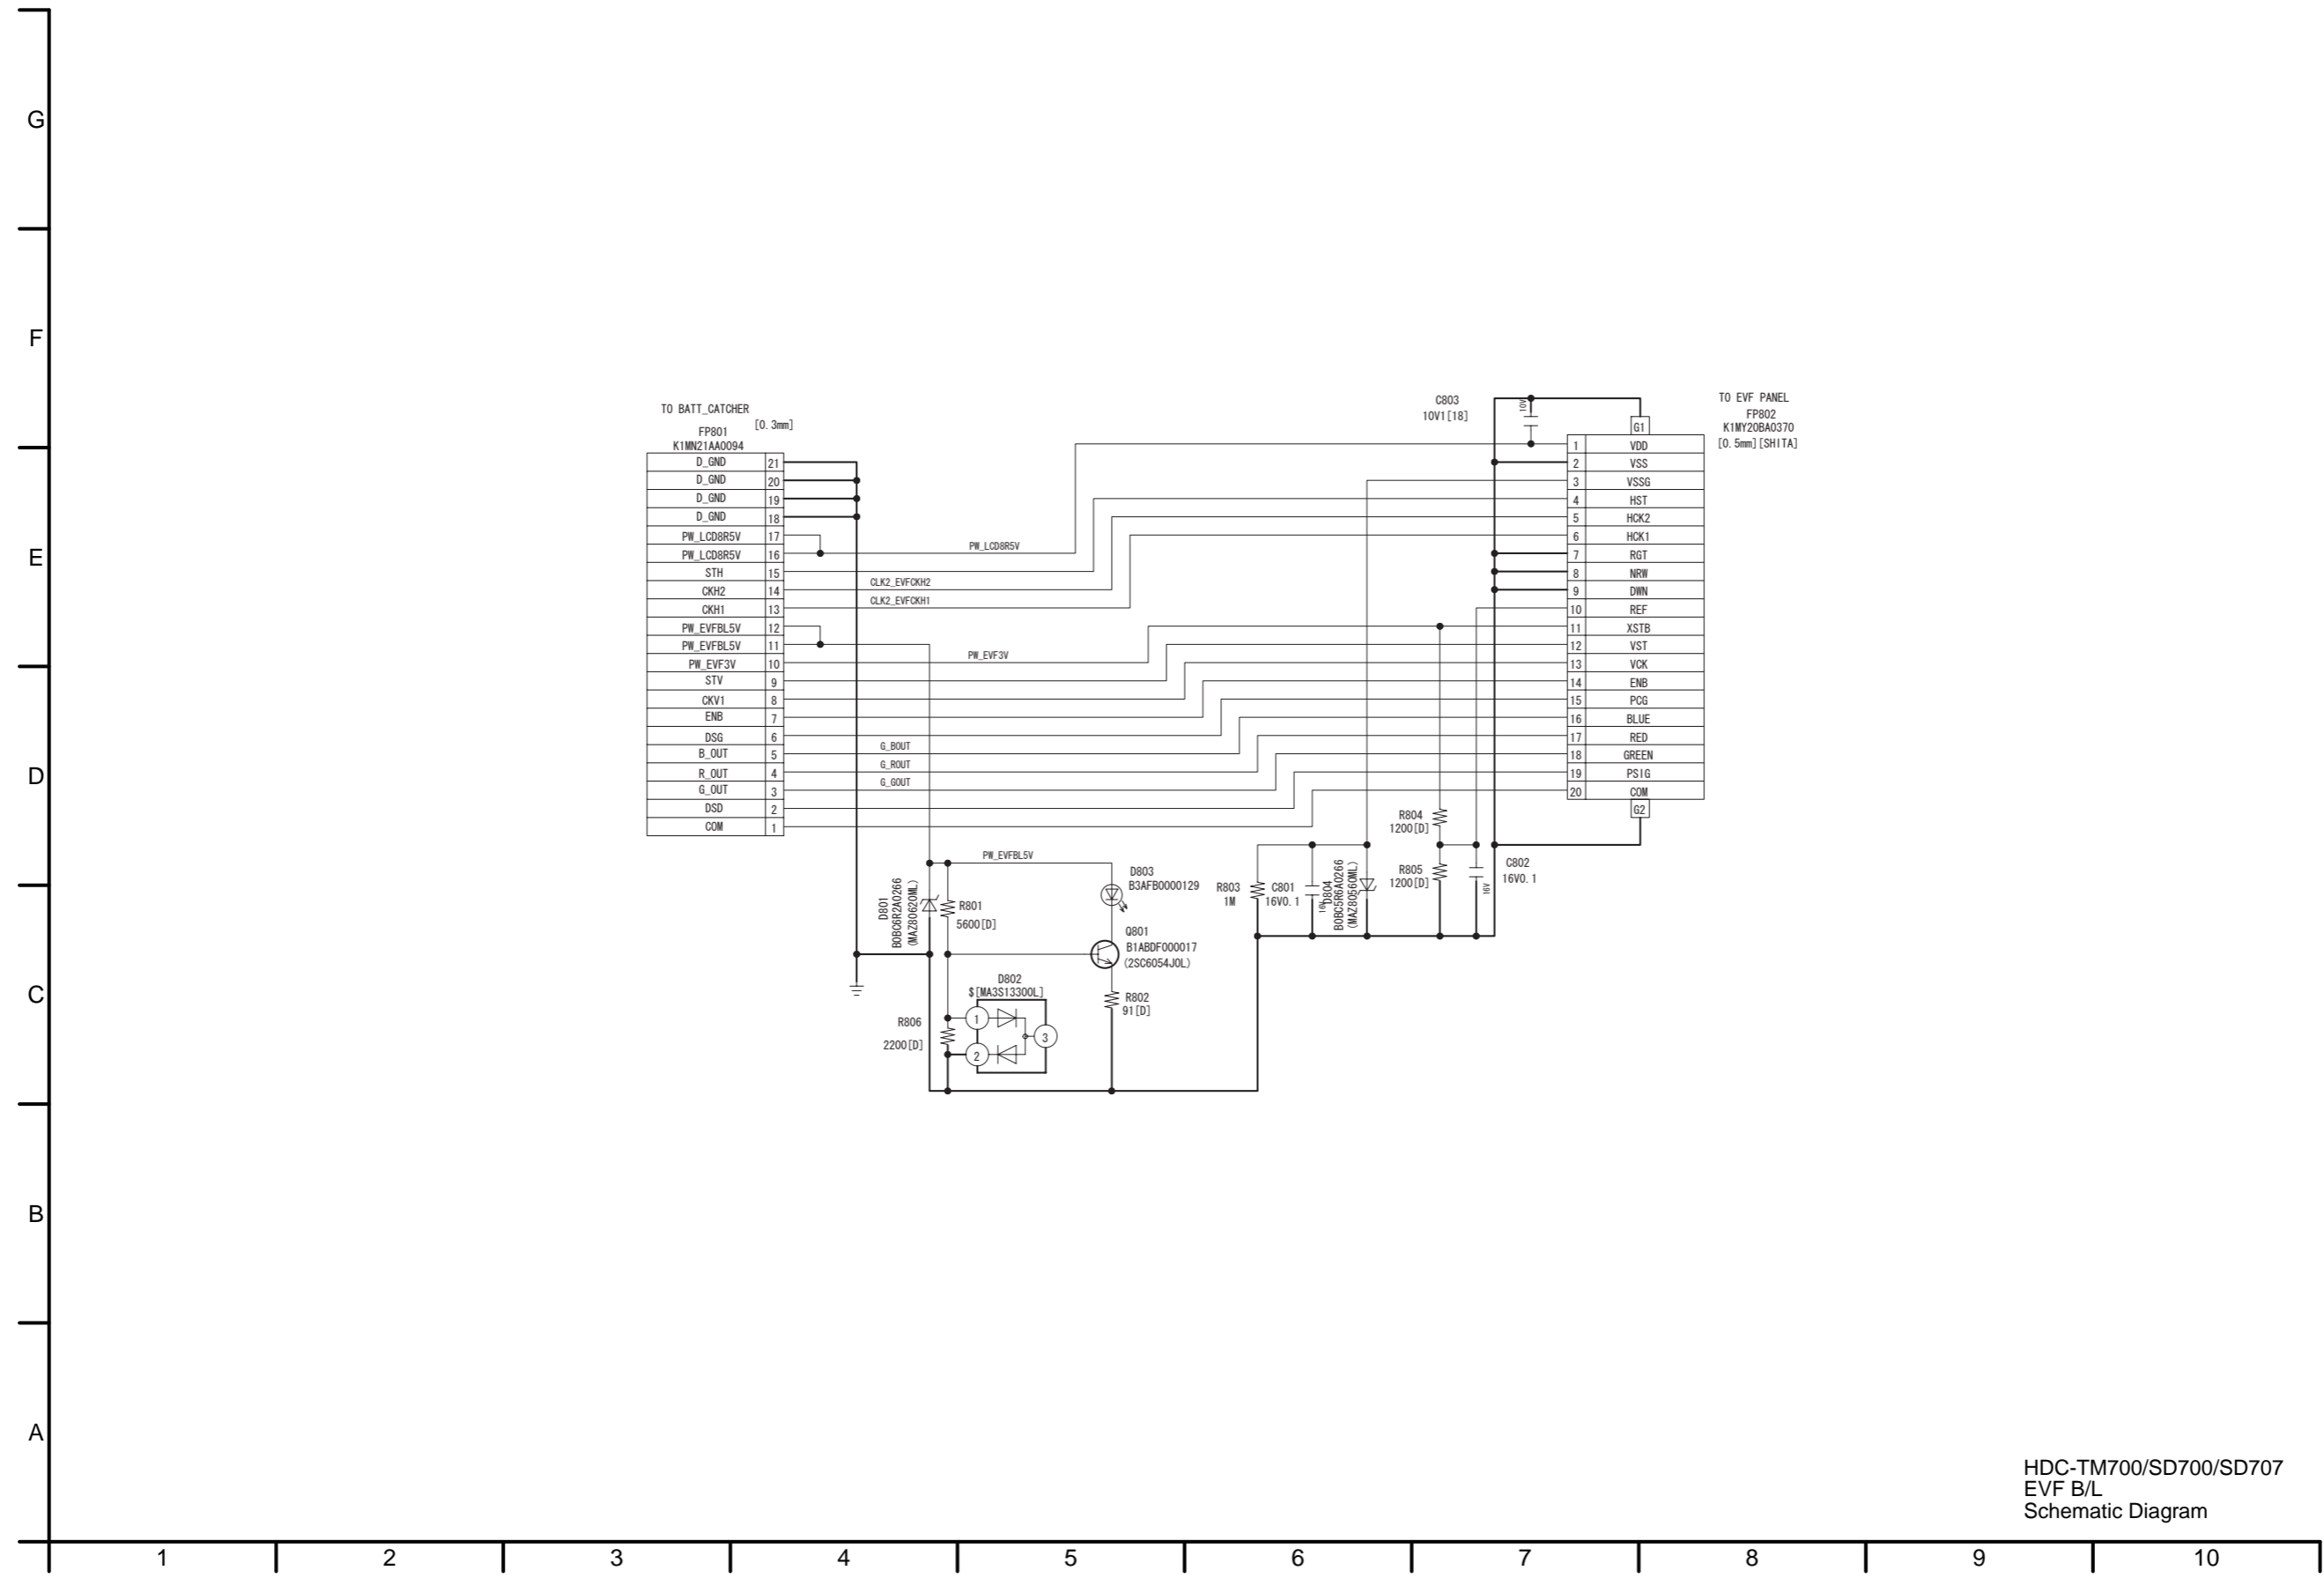 G
F
E
D
C
B
A
TO BATT_CATCHER
[0.3mm]
FP801
K1MN21AA0094
D_GND 21
D_GND 20
D_GND 19
D_GND 18
PW_LCD8R5V 17
PW_LCD8R5V 16
STH 15
CKH2 14
CKH1 13
PW_EVFBL5V 12
PW_EVFBL5V 11
PW_EVF3V 10
STV 9
CKV1 8
ENB 7
DSG 6
B_OUT 5
R_OUT 4
G_OUT 3
DSD 2
COM 1
PW_LCD8R5V
CLK2_EVFCKH2
CLK2_EVFCKH1
PW_EVF3V
G_BOUT
G_ROUT
G_GOUT
C803
10V1[18]
10V
TO EVF PANEL
FP802
K1MY20BA0370
[0.5mm][SHITA]
G1
1 VDD
2 VSS
3 VSSG
4 HST
5 HCK2
6 HCK1
7 RGT
8 NRW
9 DWN
10 REF
11 XSTB
12 VST
13 VCK
14 ENB
15 PCG
16 BLUE
17 RED
18 GREEN
19 PSIG
20 COM
G2
PW_EVFBL5V
D801
B0BC6R2A0266
(MAZ80620ML)
R801
5600[D]
D803
B3AFB0000129
Q801
B1ABDF000017
(2SC6054J0L)
D802
$[MA3S13300L]
1
2
3
R806
2200[D]
R802
91[D]
R803
1M
C801
16V0.1
16V
D804
B0BC5R6A0266
(MAZ80560ML)
R804
1200[D]
R805
1200[D]
C802
16V0.1
16V
HDC-TM700/SD700/SD707
EVF B/L
Schematic Diagram
1 2 3 4 5 6 7 8 9 10